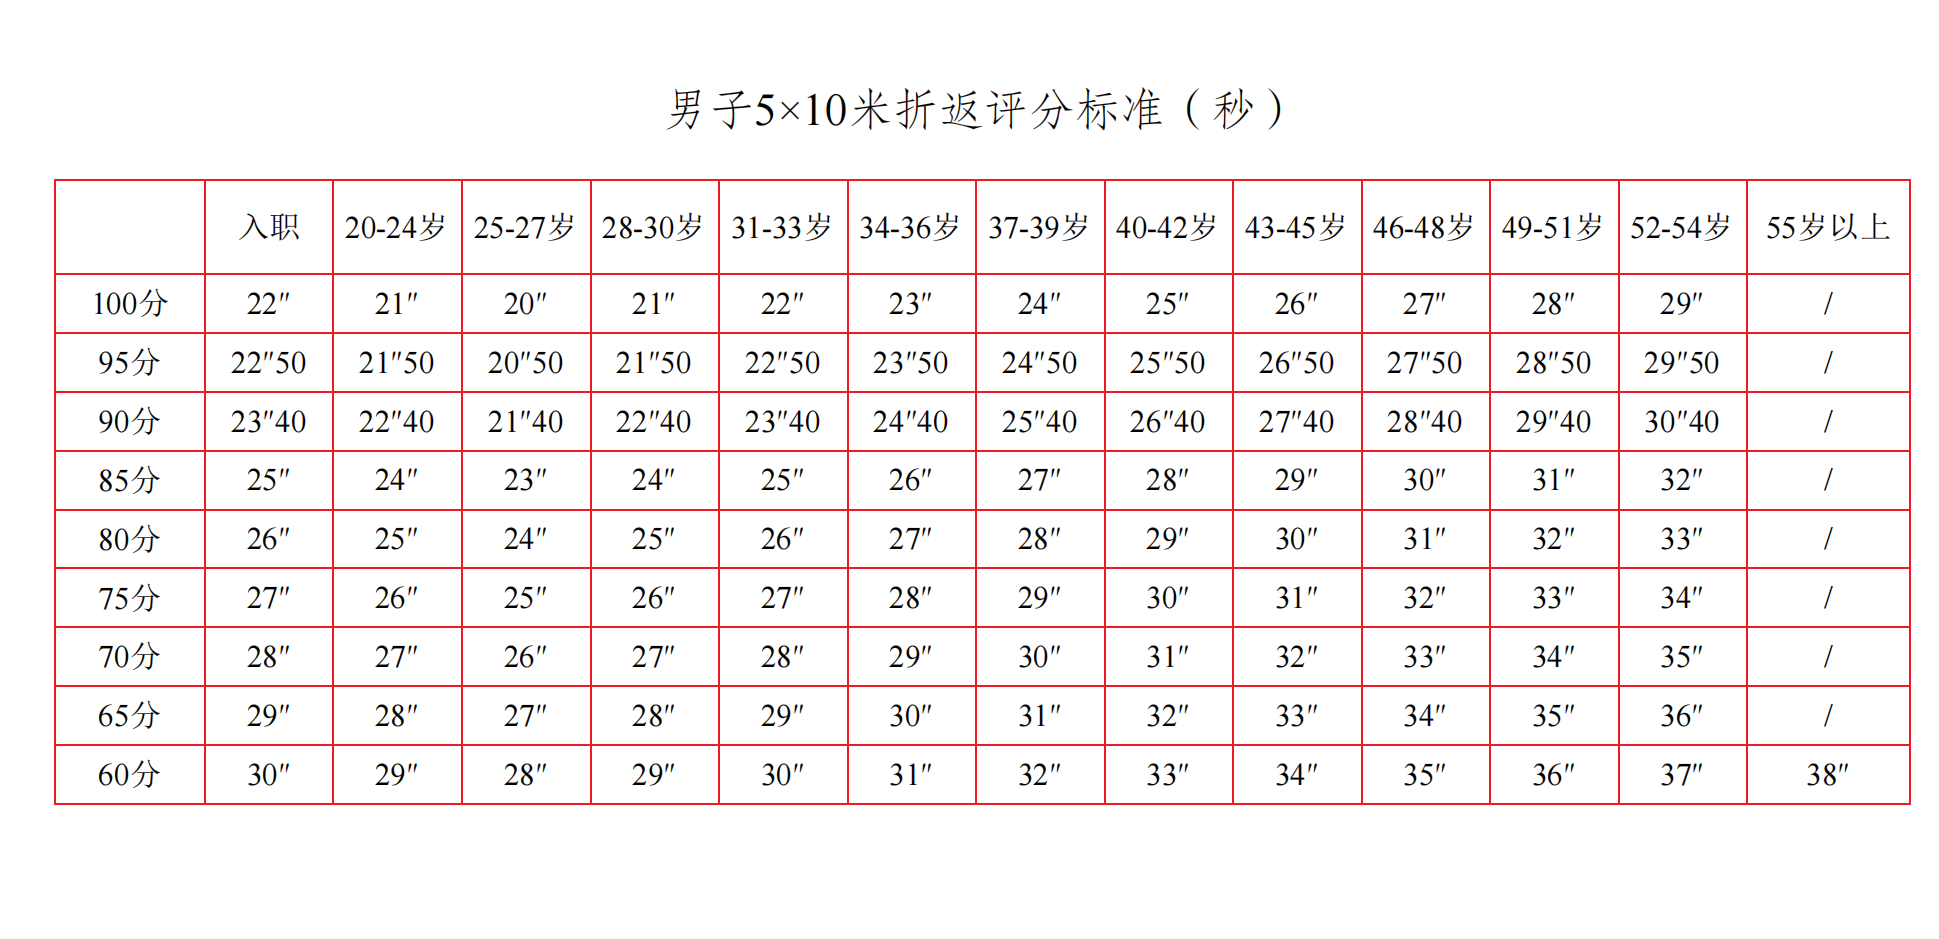 男子5×10米折返评分标准（秒）
入职 20-24岁 25-27岁 28-30岁 31-33岁 34-36岁 37-39岁 40-42岁 43-45岁 46-48岁 49-51岁 52-54岁 55岁以上
100分 22″ 21″ 20″ 21″ 22″ 23″ 24″ 25″ 26″ 27″ 28″ 29″ /
95分 22″50 21″50 20″50 21″50 22″50 23″50 24″50 25″50 26″50 27″50 28″50 29″50 /
90分 23″40 22″40 21″40 22″40 23″40 24″40 25″40 26″40 27″40 28″40 29″40 30″40 /
85分 25″ 24″ 23″ 24″ 25″ 26″ 27″ 28″ 29″ 30″ 31″ 32″ /
80分 26″ 25″ 24″ 25″ 26″ 27″ 28″ 29″ 30″ 31″ 32″ 33″ /
75分 27″ 26″ 25″ 26″ 27″ 28″ 29″ 30″ 31″ 32″ 33″ 34″ /
70分 28″ 27″ 26″ 27″ 28″ 29″ 30″ 31″ 32″ 33″ 34″ 35″ /
65分 29″ 28″ 27″ 28″ 29″ 30″ 31″ 32″ 33″ 34″ 35″ 36″ /
60分 30″ 29″ 28″ 29″ 30″ 31″ 32″ 33″ 34″ 35″ 36″ 37″ 38″